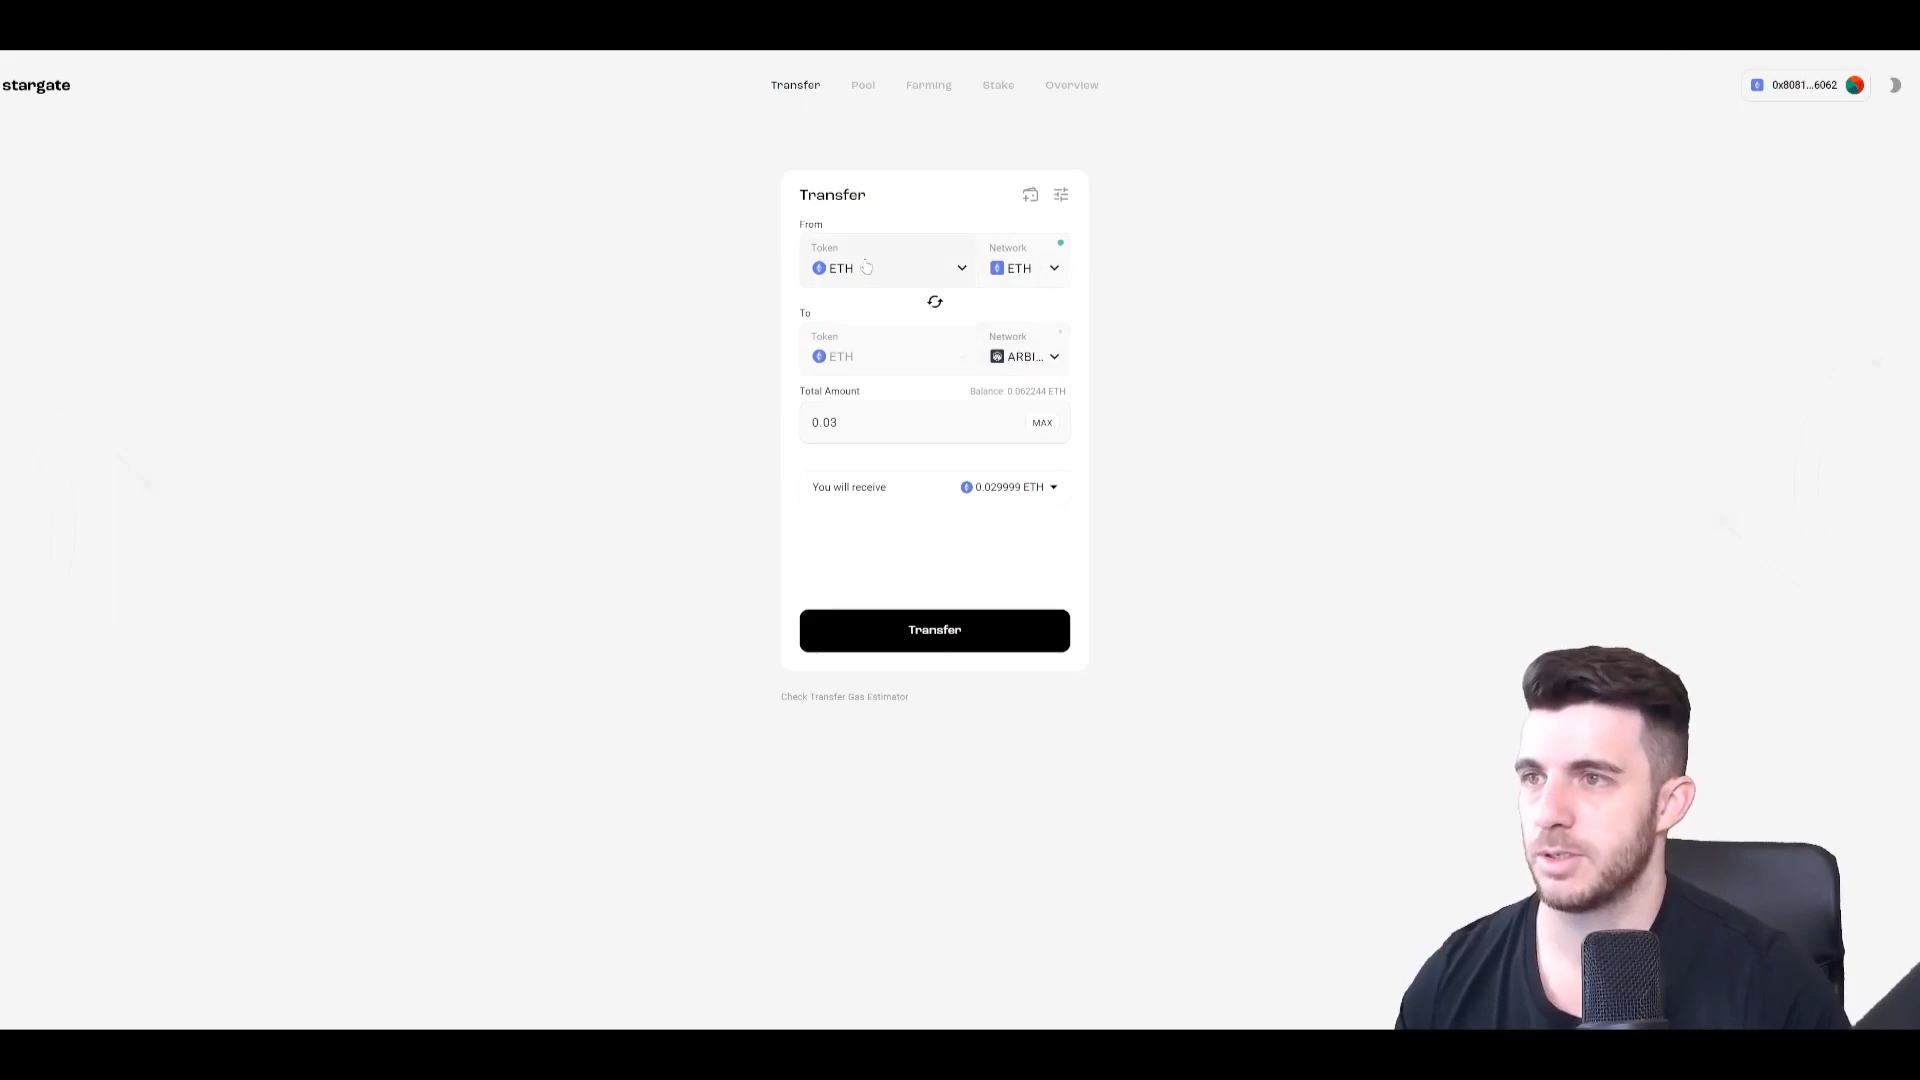 stargate
Transfer Pool Farming Stake Overview
0x8081...6062
Transfer
From
Token Network
ETH ETH
To
Token Network
ETH ARBI...
Total Amount Balance: 0.062244 ETH
0.03 MAX
You will receive 0.029999 ETH
Transfer
Check Transfer Gas Estimator